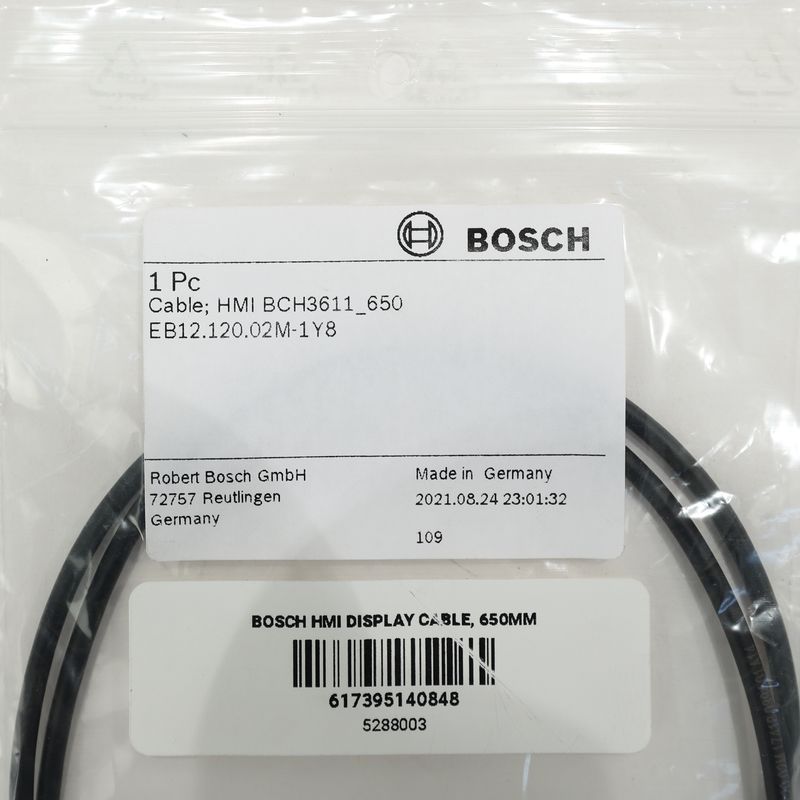 BOSCH
1 Pc
Cable; HMI BCH3611_650
EB12.120.02M-1Y8
Robert Bosch GmbH
72757 Reutlingen
Germany
Made in Germany
2021.08.24 23:01:32
109
BOSCH HMI DISPLAY CABLE, 650MM
617395140848
5288003